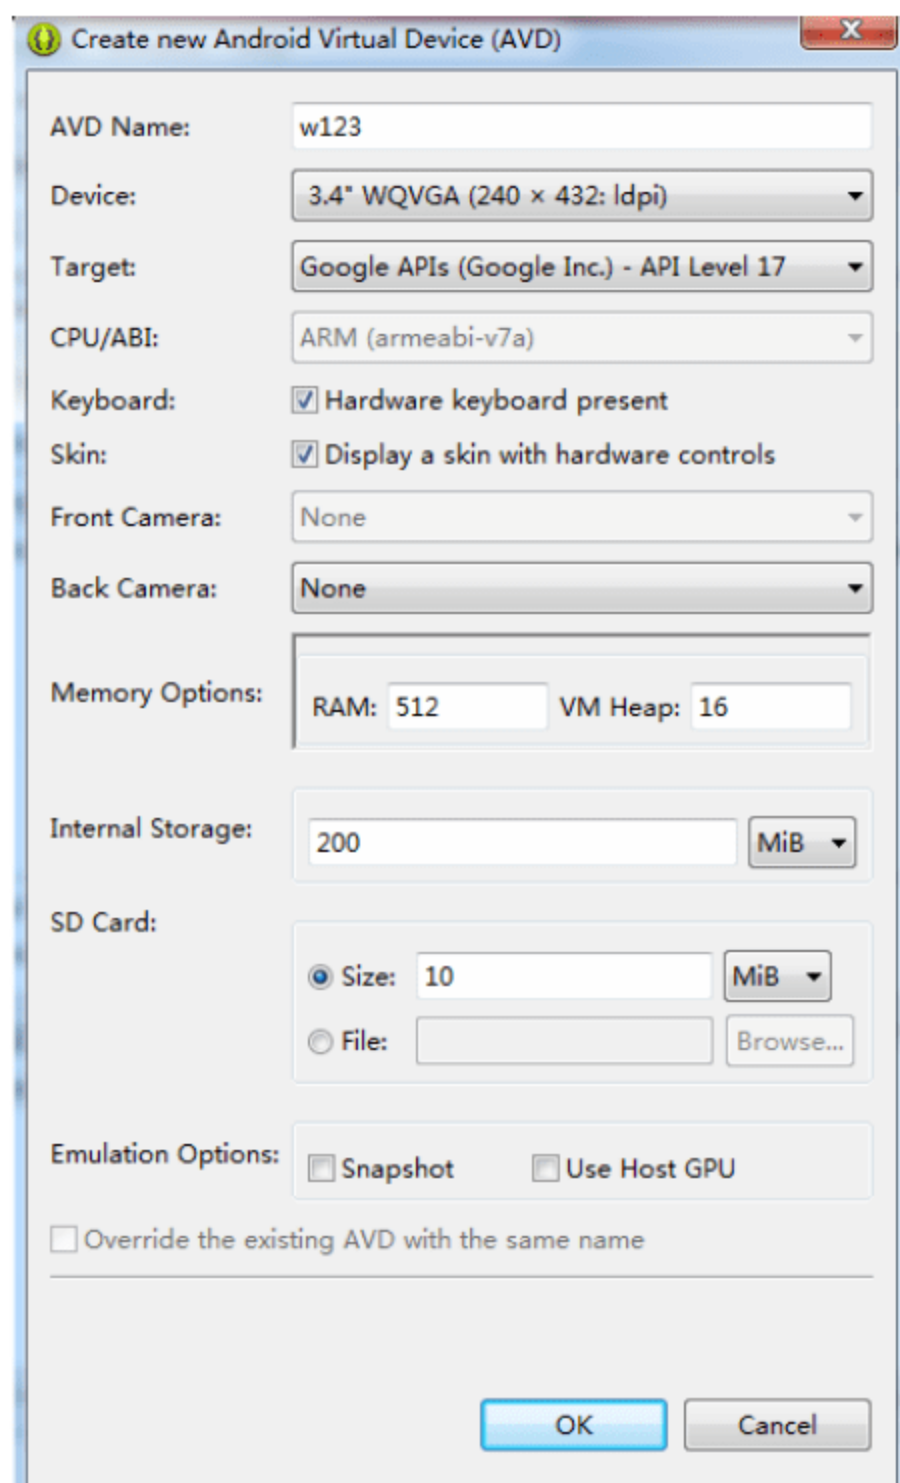 Create new Android Virtual Device (AVD)
AVD Name: w123
Device: 3.4" WQVGA (240 × 432: ldpi)
Target: Google APIs (Google Inc.) - API Level 17
CPU/ABI: ARM (armeabi-v7a)
Keyboard: Hardware keyboard present
Skin: Display a skin with hardware controls
Front Camera: None
Back Camera: None
Memory Options: RAM: 512 VM Heap: 16
Internal Storage: 200 MiB
SD Card:
Size: 10 MiB
File: Browse...
Emulation Options: Snapshot Use Host GPU
Override the existing AVD with the same name
OK Cancel